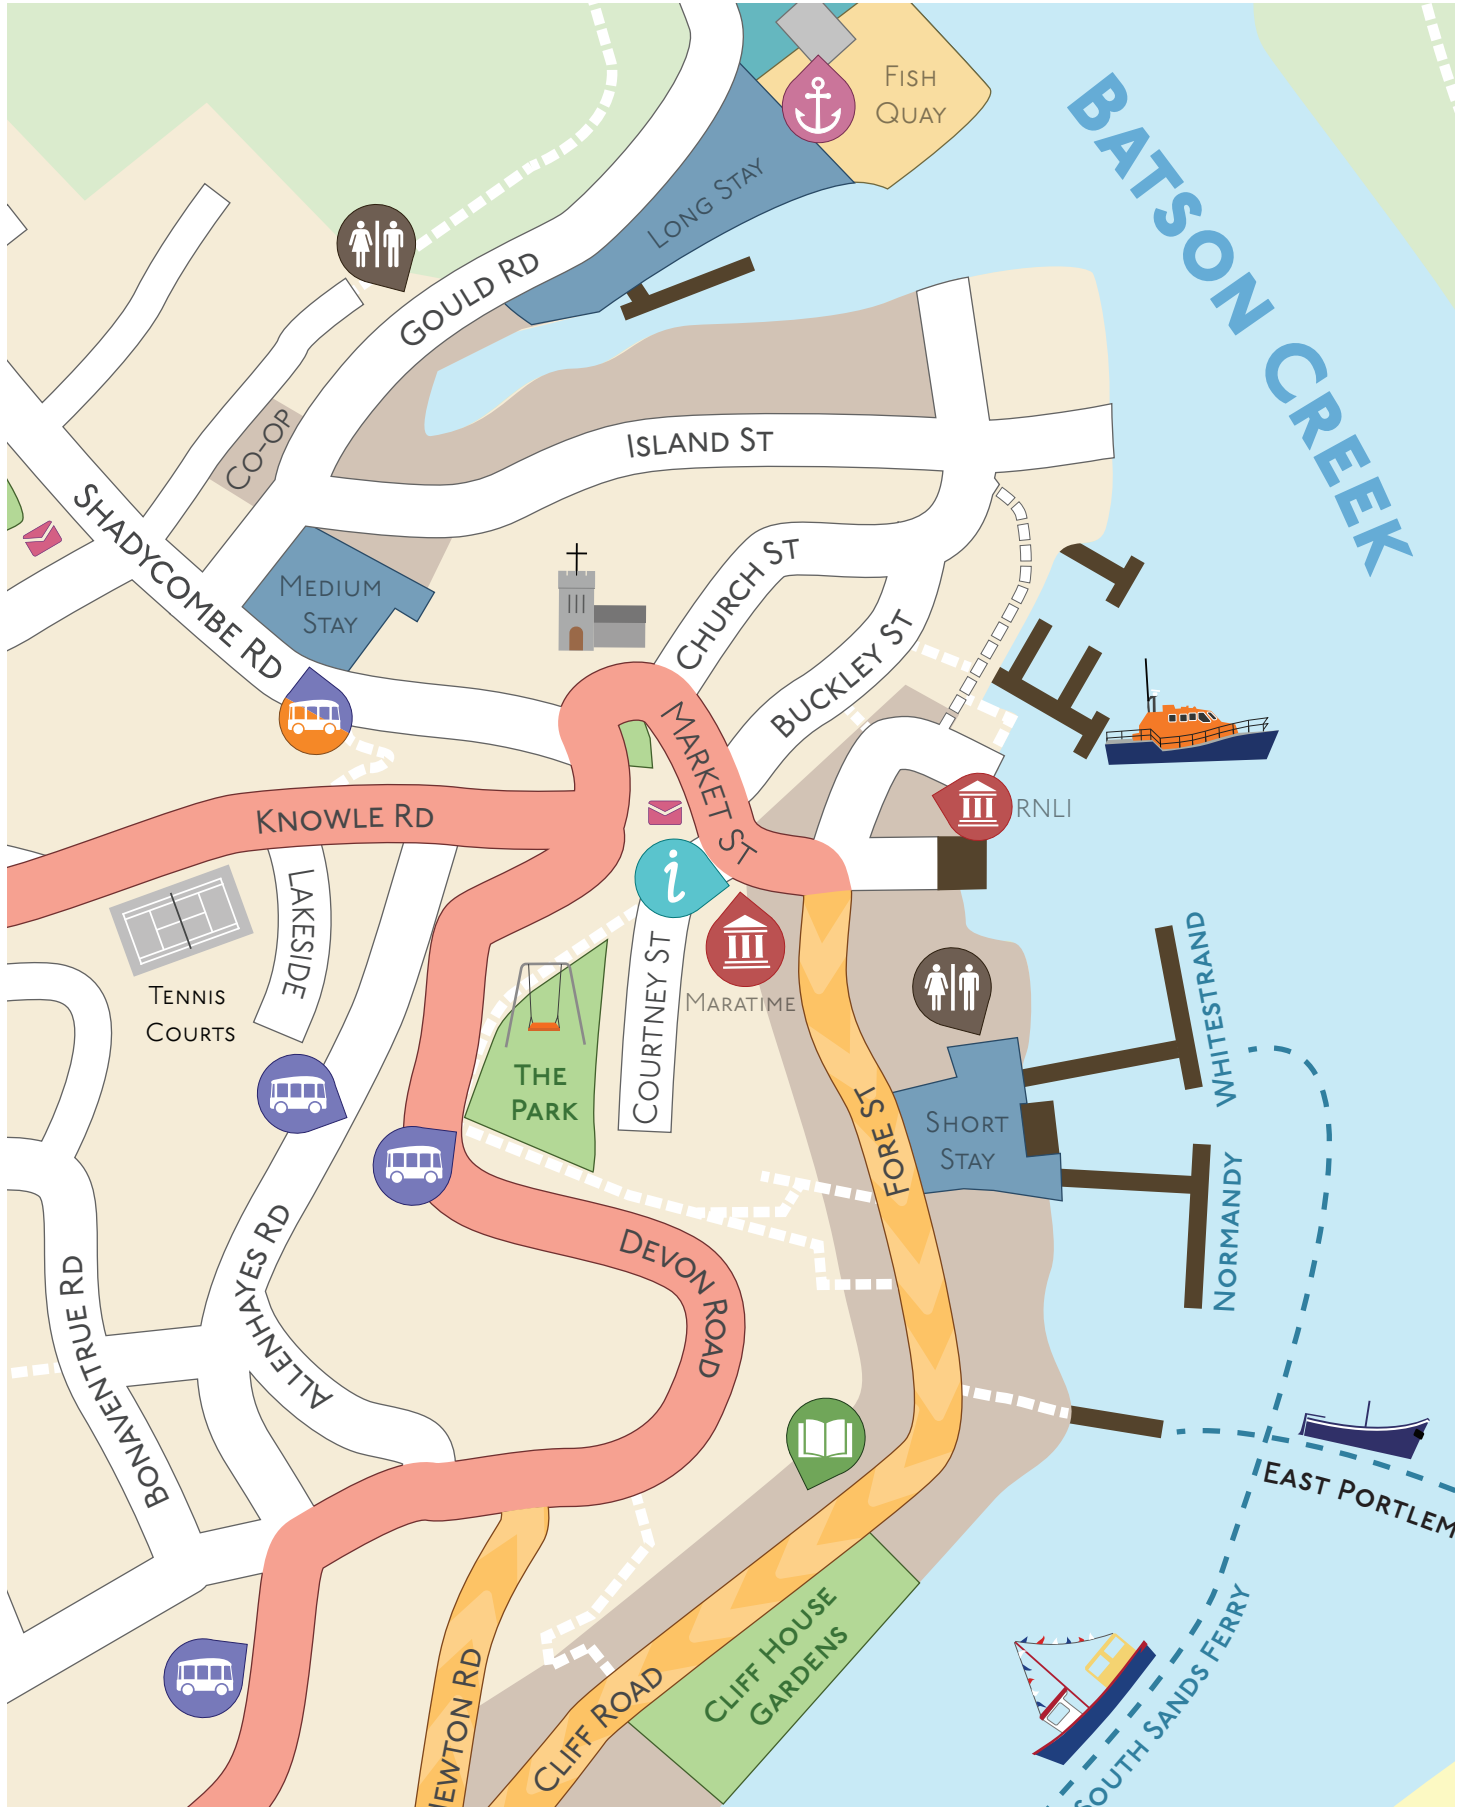 FISH
QUAY
BATSON CREEK
LONG STAY
GOULD RD
CO-OP
ISLAND ST
SHADYCOMBE RD
MEDIUM
STAY
CHURCH ST
BUCKLEY ST
MARKET ST
KNOWLE RD
RNLI
i
LAKESIDE
TENNIS
COURTS
COURTNEY ST
MARATIME
THE
PARK
WHITESTRAND
FORE ST
SHORT
STAY
NORMANDY
DEVON ROAD
ALLENHAYES RD
BONAVENTRUE RD
EAST PORTLEM
CLIFF HOUSE
GARDENS
CLIFF ROAD
EWTON RD
SOUTH SANDS FERRY